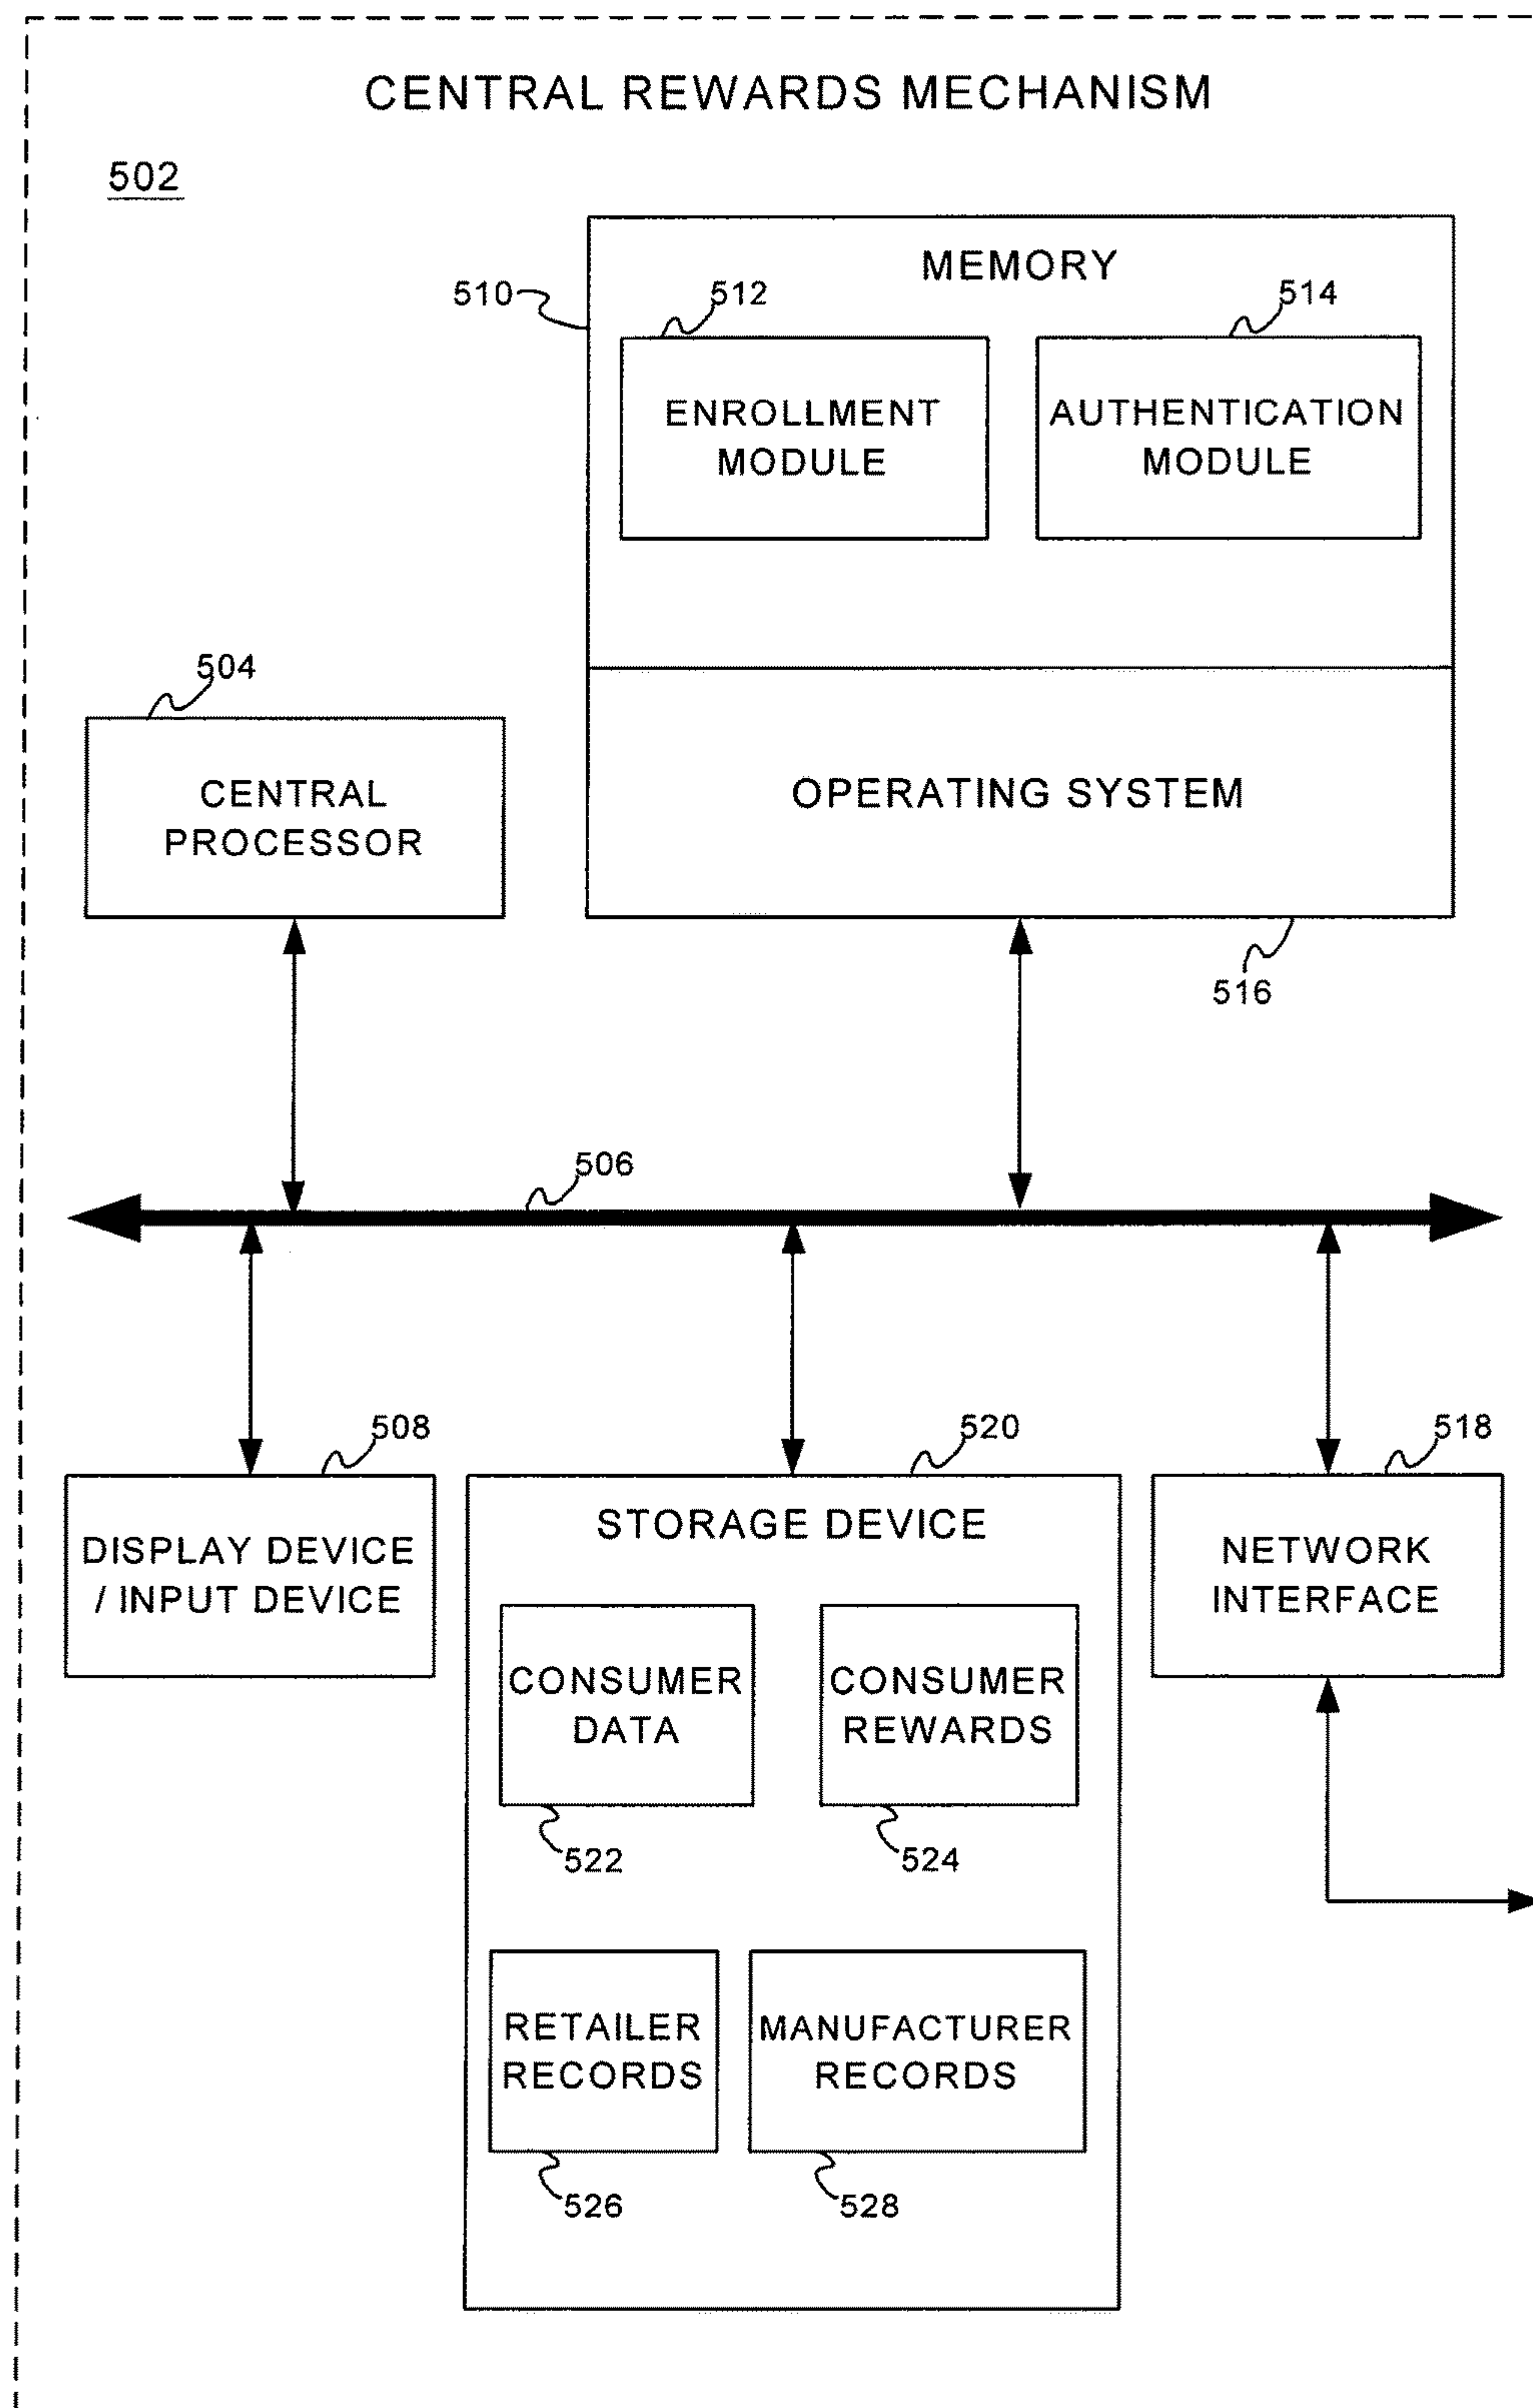 CENTRAL REWARDS MECHANISM
502
MEMORY
510
512
514
ENROLLMENT
MODULE
AUTHENTICATION
MODULE
504
CENTRAL
PROCESSOR
OPERATING SYSTEM
516
506
508
520
518
DISPLAY DEVICE
/ INPUT DEVICE
STORAGE DEVICE
NETWORK
INTERFACE
CONSUMER
DATA
CONSUMER
REWARDS
522
524
RETAILER
RECORDS
MANUFACTURER
RECORDS
526
528